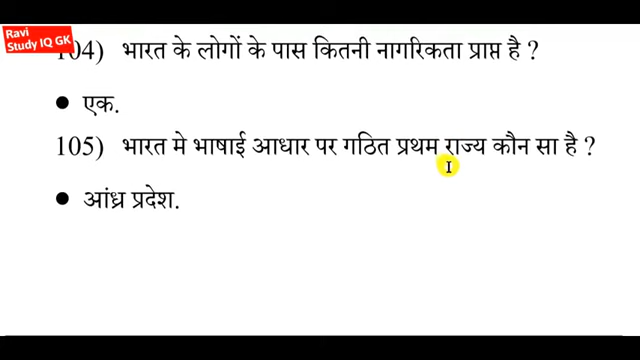 Ravi
Study IQ GK
104) भारत के लोगों के पास कितनी नागरिकता प्राप्त है ?
● एक.
105) भारत मे भाषाई आधार पर गठित प्रथम राज्य कौन सा है ?
● आंध्र प्रदेश.